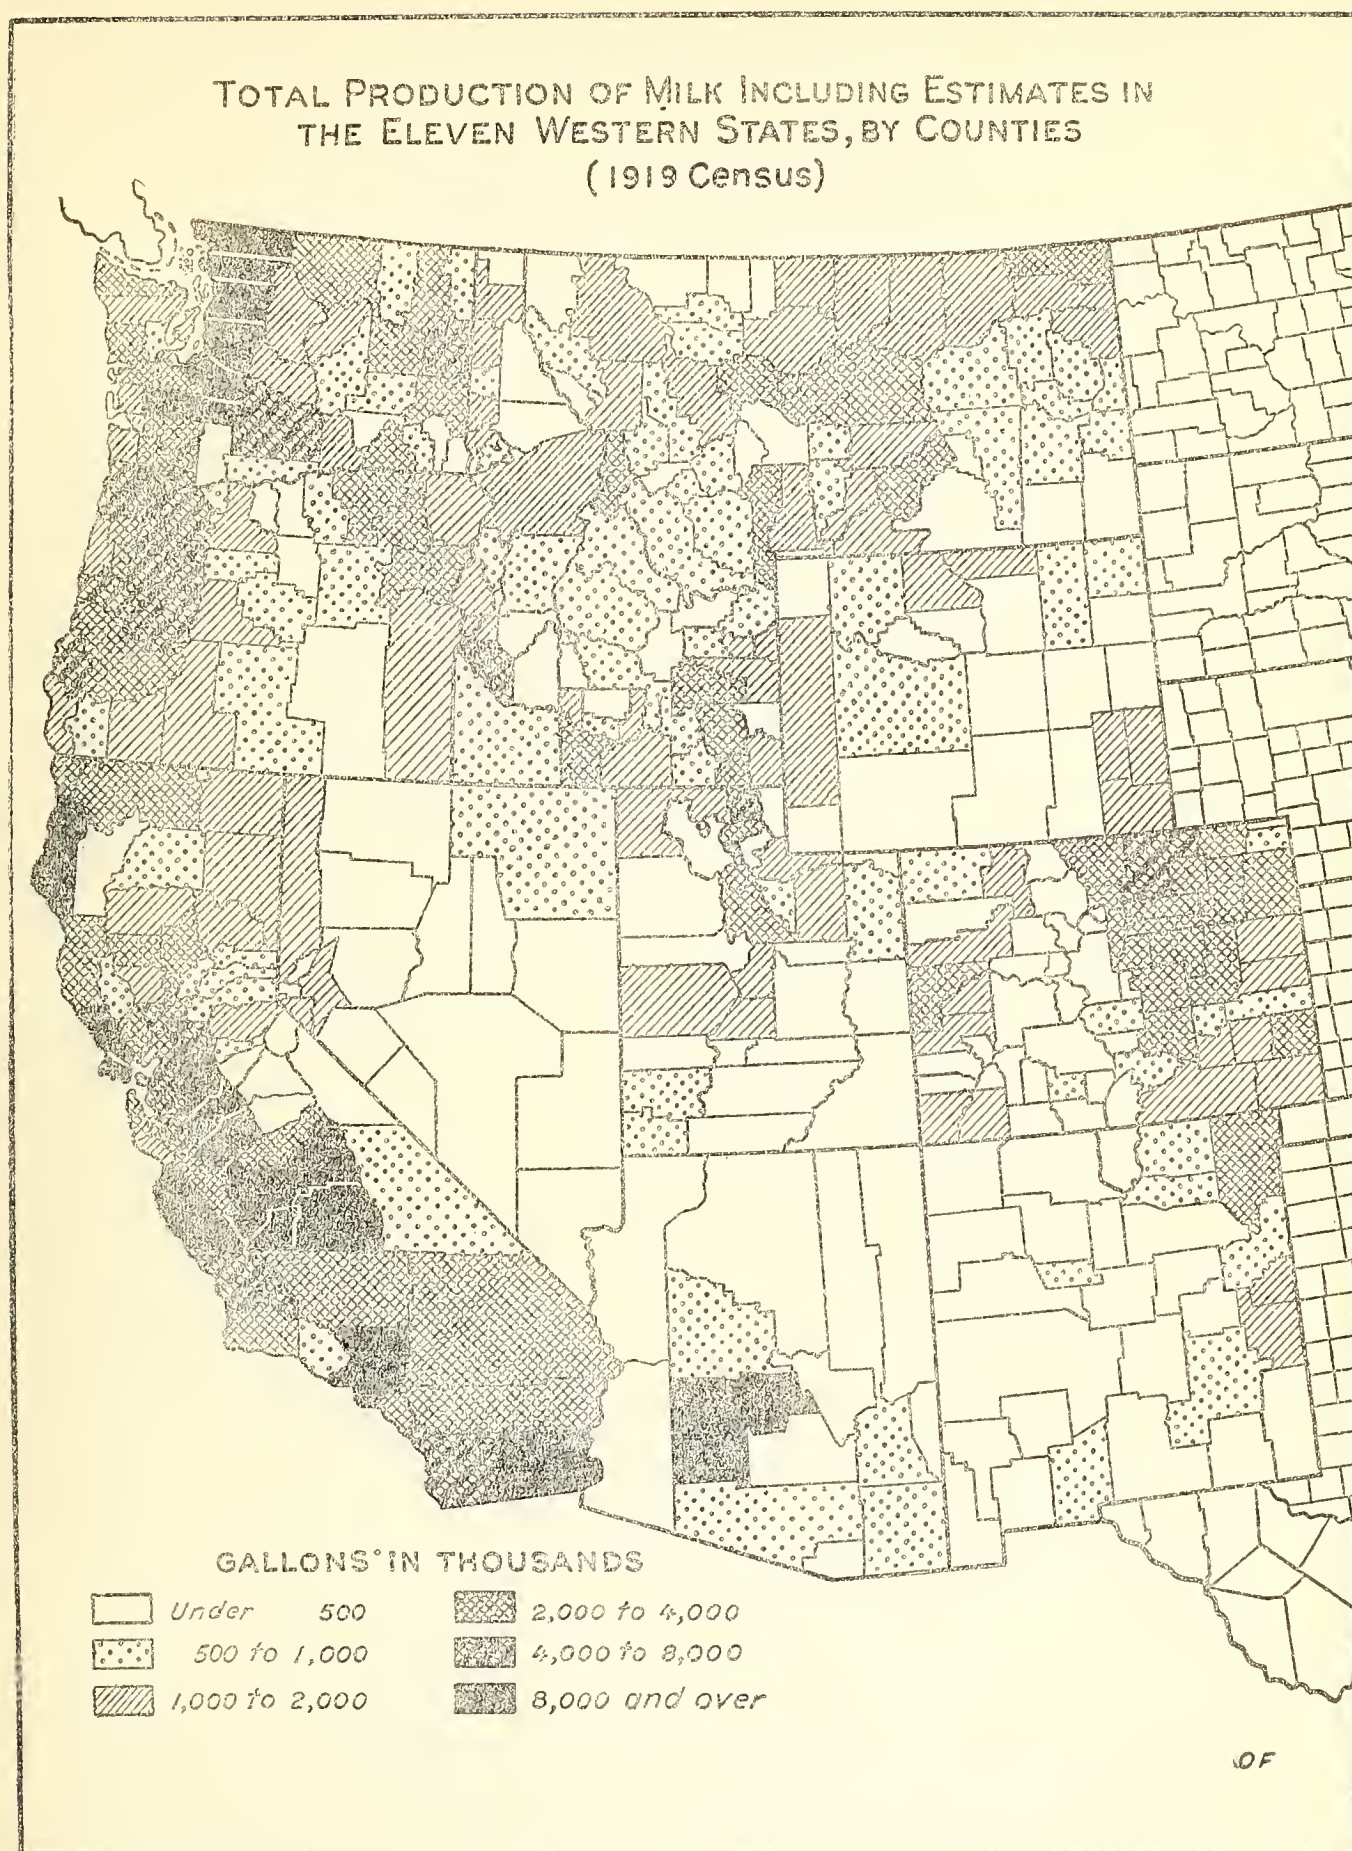 TOTAL PRODUCTION OF MILK INCLUDING ESTIMATES IN
THE ELEVEN WESTERN STATES, BY COUNTIES
(1919 Census)
GALLONS IN THOUSANDS
Under 500
500 to 1,000
1,000 to 2,000
2,000 to 4,000
4,000 to 8,000
8,000 and over
OF